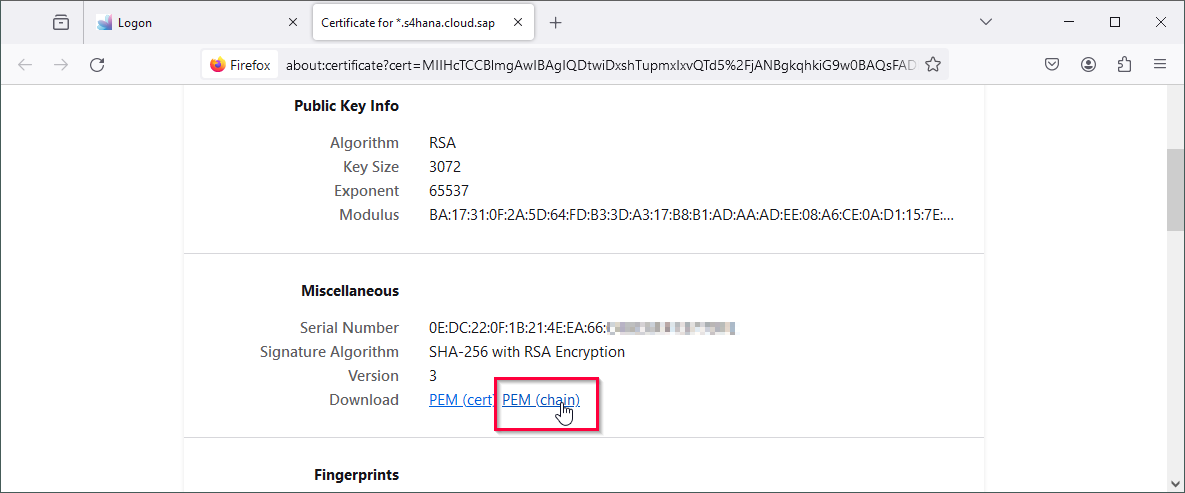 Logon
Certificate for *.s4hana.cloud.sap
Firefox about:certificate?cert=MIIHcTCCBlmgAwIBAgIQDtwiDxshTupmxIxvQTd5%2FjANBgkqhkiG9w0BAQsFAD
Public Key Info
Algorithm RSA
Key Size 3072
Exponent 65537
Modulus BA:17:31:0F:2A:5D:64:FD:B3:3D:A3:17:B8:B1:AD:AA:AD:EE:08:A6:CE:0A:D1:15:7E:...
Miscellaneous
Serial Number 0E:DC:22:0F:1B:21:4E:EA:66:
Signature Algorithm SHA-256 with RSA Encryption
Version 3
Download PEM (cert) PEM (chain)
Fingerprints